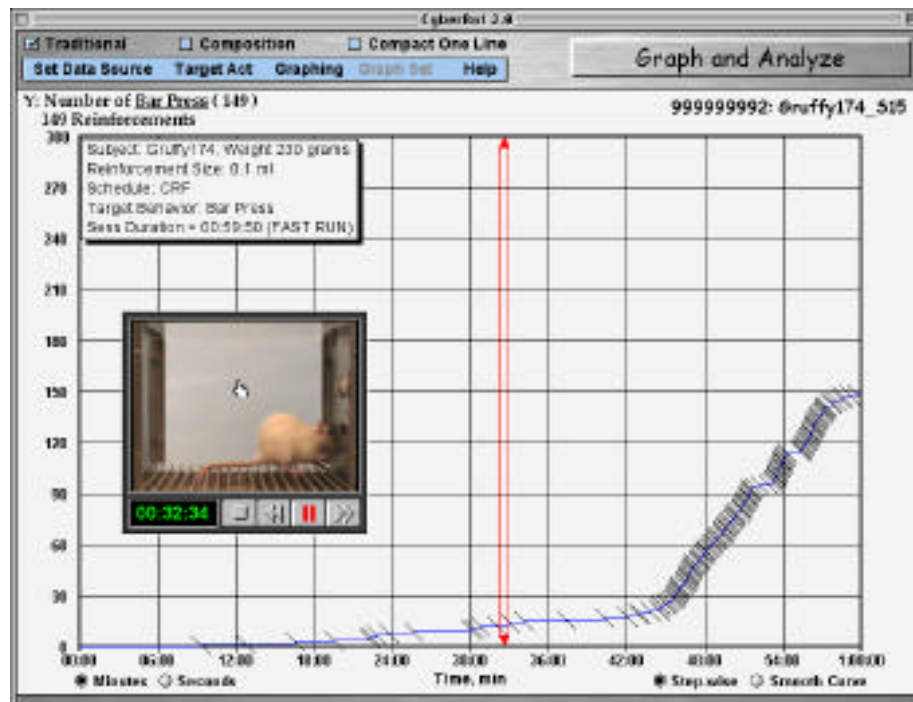 Cyberfost 2.0
Traditional Composition Compact One Line
Set Data Source Target Act Graphing Graph Set Help
Graph and Analyze
Y: Number of Bar Press ( 149 )
149 Reinforcements
999999992: Gruffy174_S15
Subject: Gruffy174, Weight 230 grams
Reinforcement Size: 0.1 ml
Schedule: CRF
Target Behavior: Bar Press
Sess Duration = 00:59:50 (FAST RUN)
300
270
240
210
180
150
120
90
60
30
0
00:32:34
00:00 06:00 12:00 18:00 24:00 30:00 36:00 42:00 48:00 54:00 1:00:00
Minutes Seconds Time, min Step-wise Smooth Curve